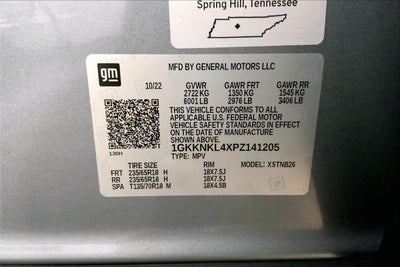 Spring Hill, Tennessee
gm
MFD BY GENERAL MOTORS LLC
10/22 GVWR GAWR FRT GAWR RR
2722 KG 1350 KG 1545 KG
6001 LB 2976 LB 3406 LB
THIS VEHICLE CONFORMS TO ALL
APPLICABLE U.S. FEDERAL MOTOR
VEHICLE SAFETY STANDARDS IN EFFECT
ON THE DATE OF MANUFACTURE
SHOWN ABOVE.
1GKKNKL4XPZ141205
TYPE: MPV MODEL: X5TNB26
130H
TIRE SIZE RIM
FRT 235/65R18 H 18X7.5J
RR 235/65R18 H 18X7.5J
SPA T135/70R18 M 18X4.5B